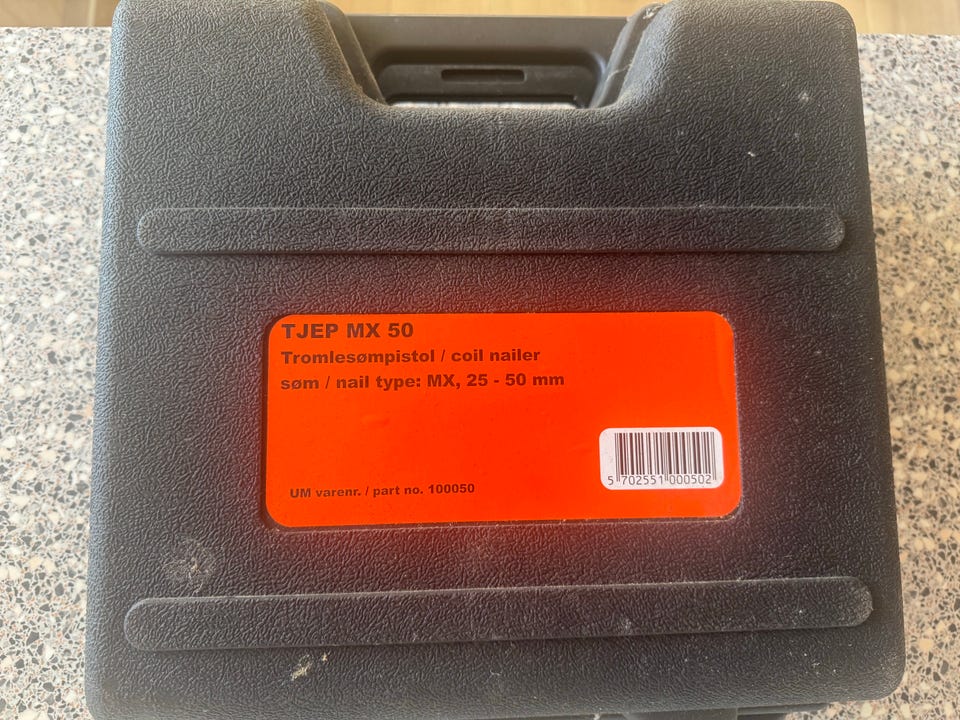 TJEP MX 50
Tromlesømpistol / coil nailer
søm / nail type: MX, 25 - 50 mm
UM varenr. / part no. 100050
5 702551 000502